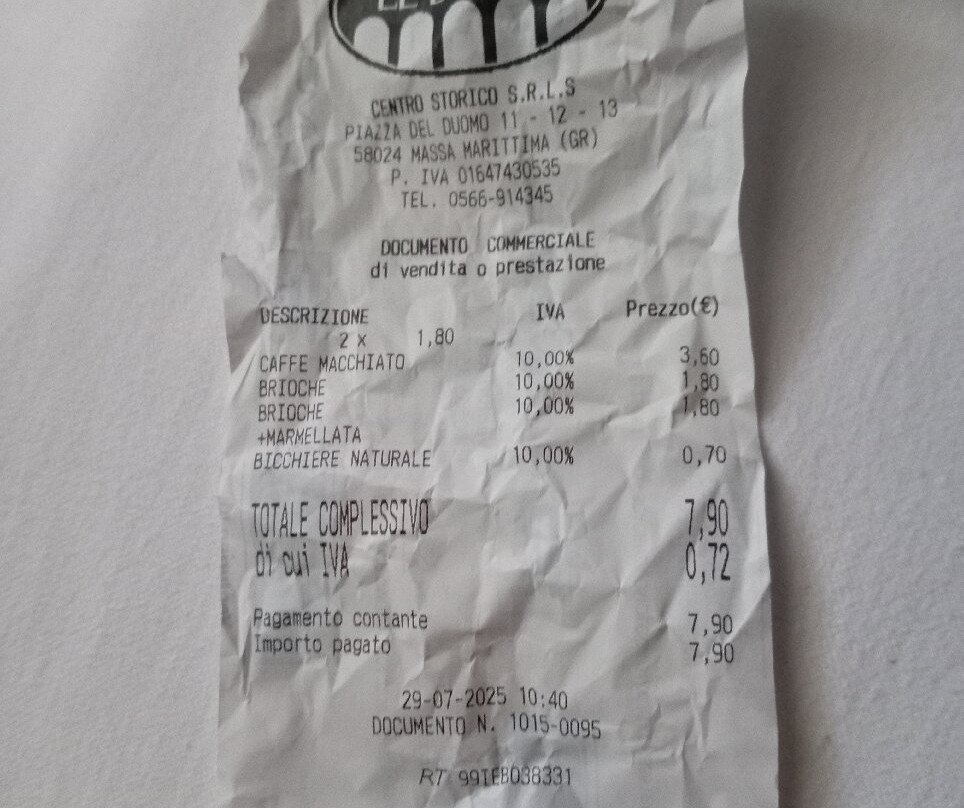 CENTRO STORICO S.R.L.S
PIAZZA DEL DUOMO 11 - 12 - 13
58024 MASSA MARITTIMA (GR)
P. IVA 01647430535
TEL. 0566-914345
DOCUMENTO COMMERCIALE
di vendita o prestazione
DESCRIZIONE IVA Prezzo(€)
2 x 1,80
CAFFE MACCHIATO 10,00% 3,60
BRIOCHE 10,00% 1,80
BRIOCHE 10,00% 1,80
+MARMELLATA
BICCHIERE NATURALE 10,00% 0,70
TOTALE COMPLESSIVO 7,90
di cui IVA 0,72
Pagamento contante 7,90
Importo pagato 7,90
29-07-2025 10:40
DOCUMENTO N. 1015-0095
RT 99IEB038331